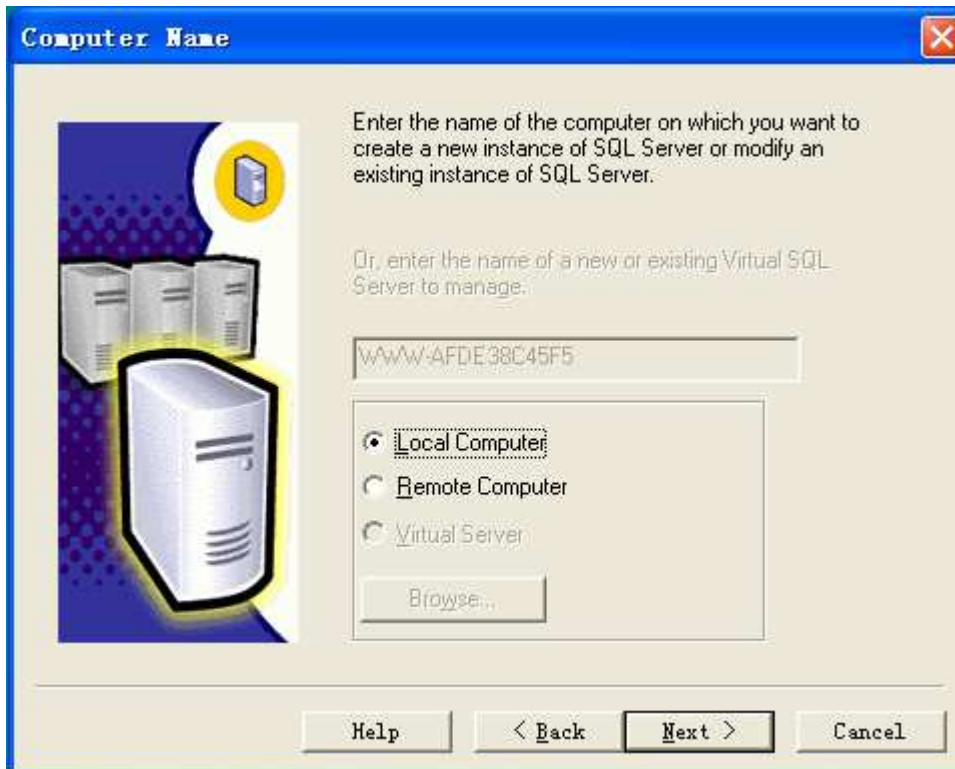 Computer Name
Enter the name of the computer on which you want to
create a new instance of SQL Server or modify an
existing instance of SQL Server.
Or, enter the name of a new or existing Virtual SQL
Server to manage.
WWW-AFDE38C45F5
Local Computer
Remote Computer
Virtual Server
Browse...
Help < Back Next > Cancel